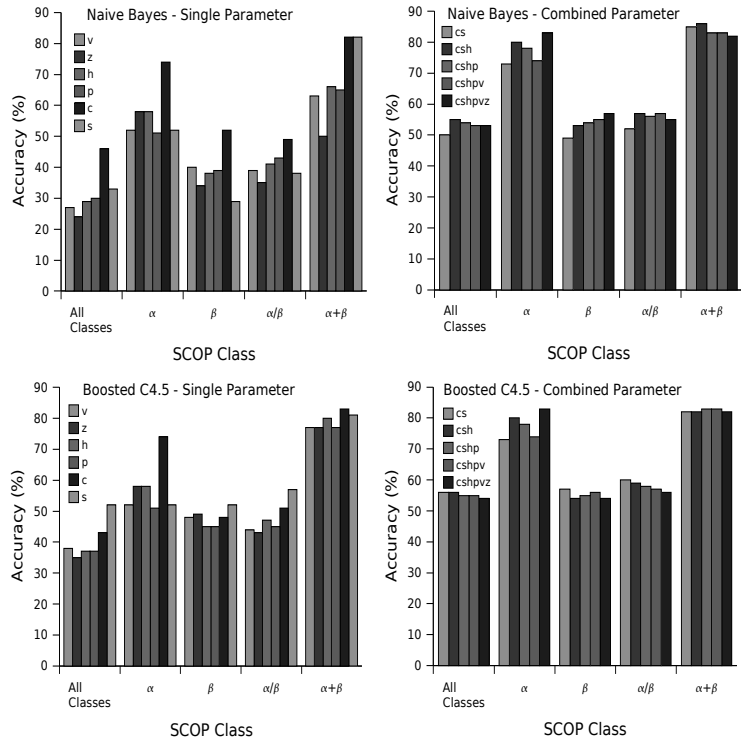 Naive Bayes - Single Parameter
90
80
70
60
50
40
30
20
10
0
Accuracy (%)
v
z
h
p
c
s
All
Classes
α
β
α/β
α+β
SCOP Class
Naive Bayes - Combined Parameter
90
80
70
60
50
40
30
20
10
0
Accuracy (%)
cs
csh
cshp
cshpv
cshpvz
All
Classes
α
β
α/β
α+β
SCOP Class
Boosted C4.5 - Single Parameter
90
80
70
60
50
40
30
20
10
0
Accuracy (%)
v
z
h
p
c
s
All
Classes
α
β
α/β
α+β
SCOP Class
Boosted C4.5 - Combined Parameter
90
80
70
60
50
40
30
20
10
0
Accuracy (%)
cs
csh
cshp
cshpv
cshpvz
All
Classes
α
β
α/β
α+β
SCOP Class